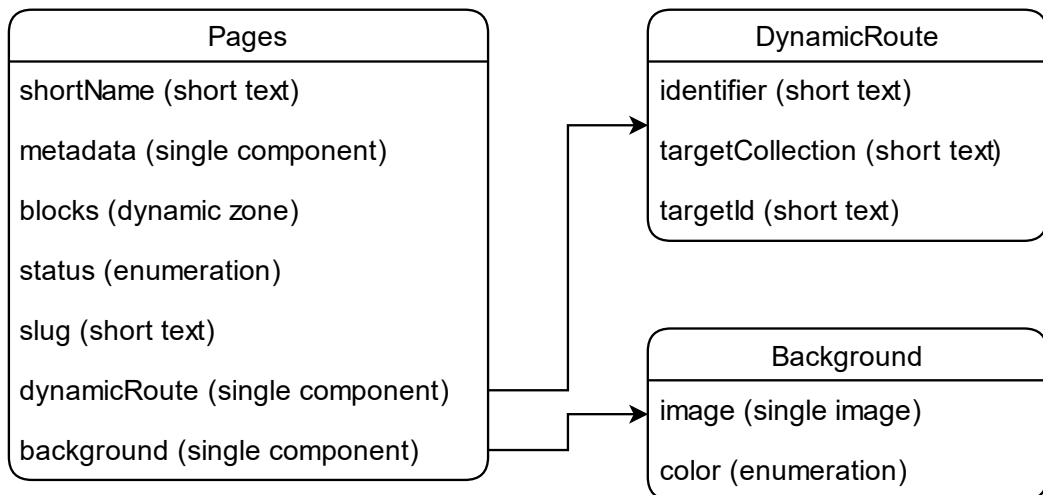 Pages
shortName (short text)
metadata (single component)
blocks (dynamic zone)
status (enumeration)
slug (short text)
dynamicRoute (single component)
background (single component)
DynamicRoute
identifier (short text)
targetCollection (short text)
targetId (short text)
Background
image (single image)
color (enumeration)